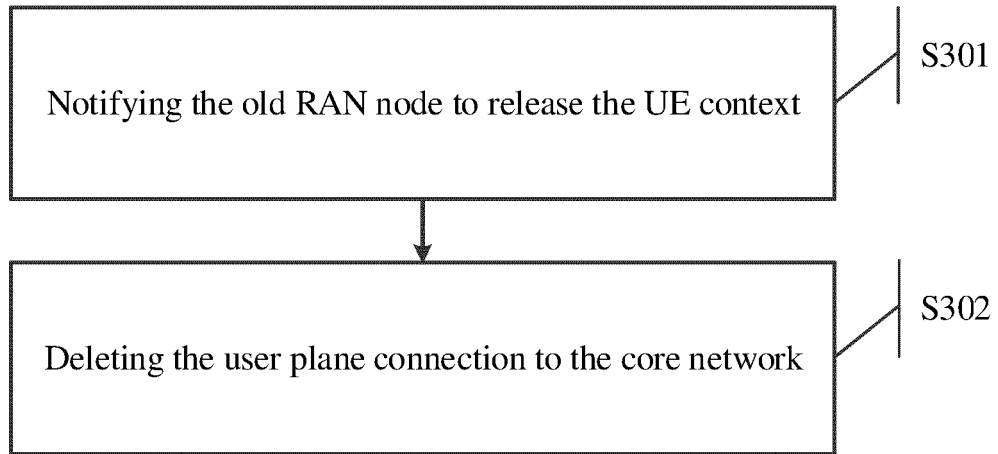 Notifying the old RAN node to release the UE context
S301
Deleting the user plane connection to the core network
S302